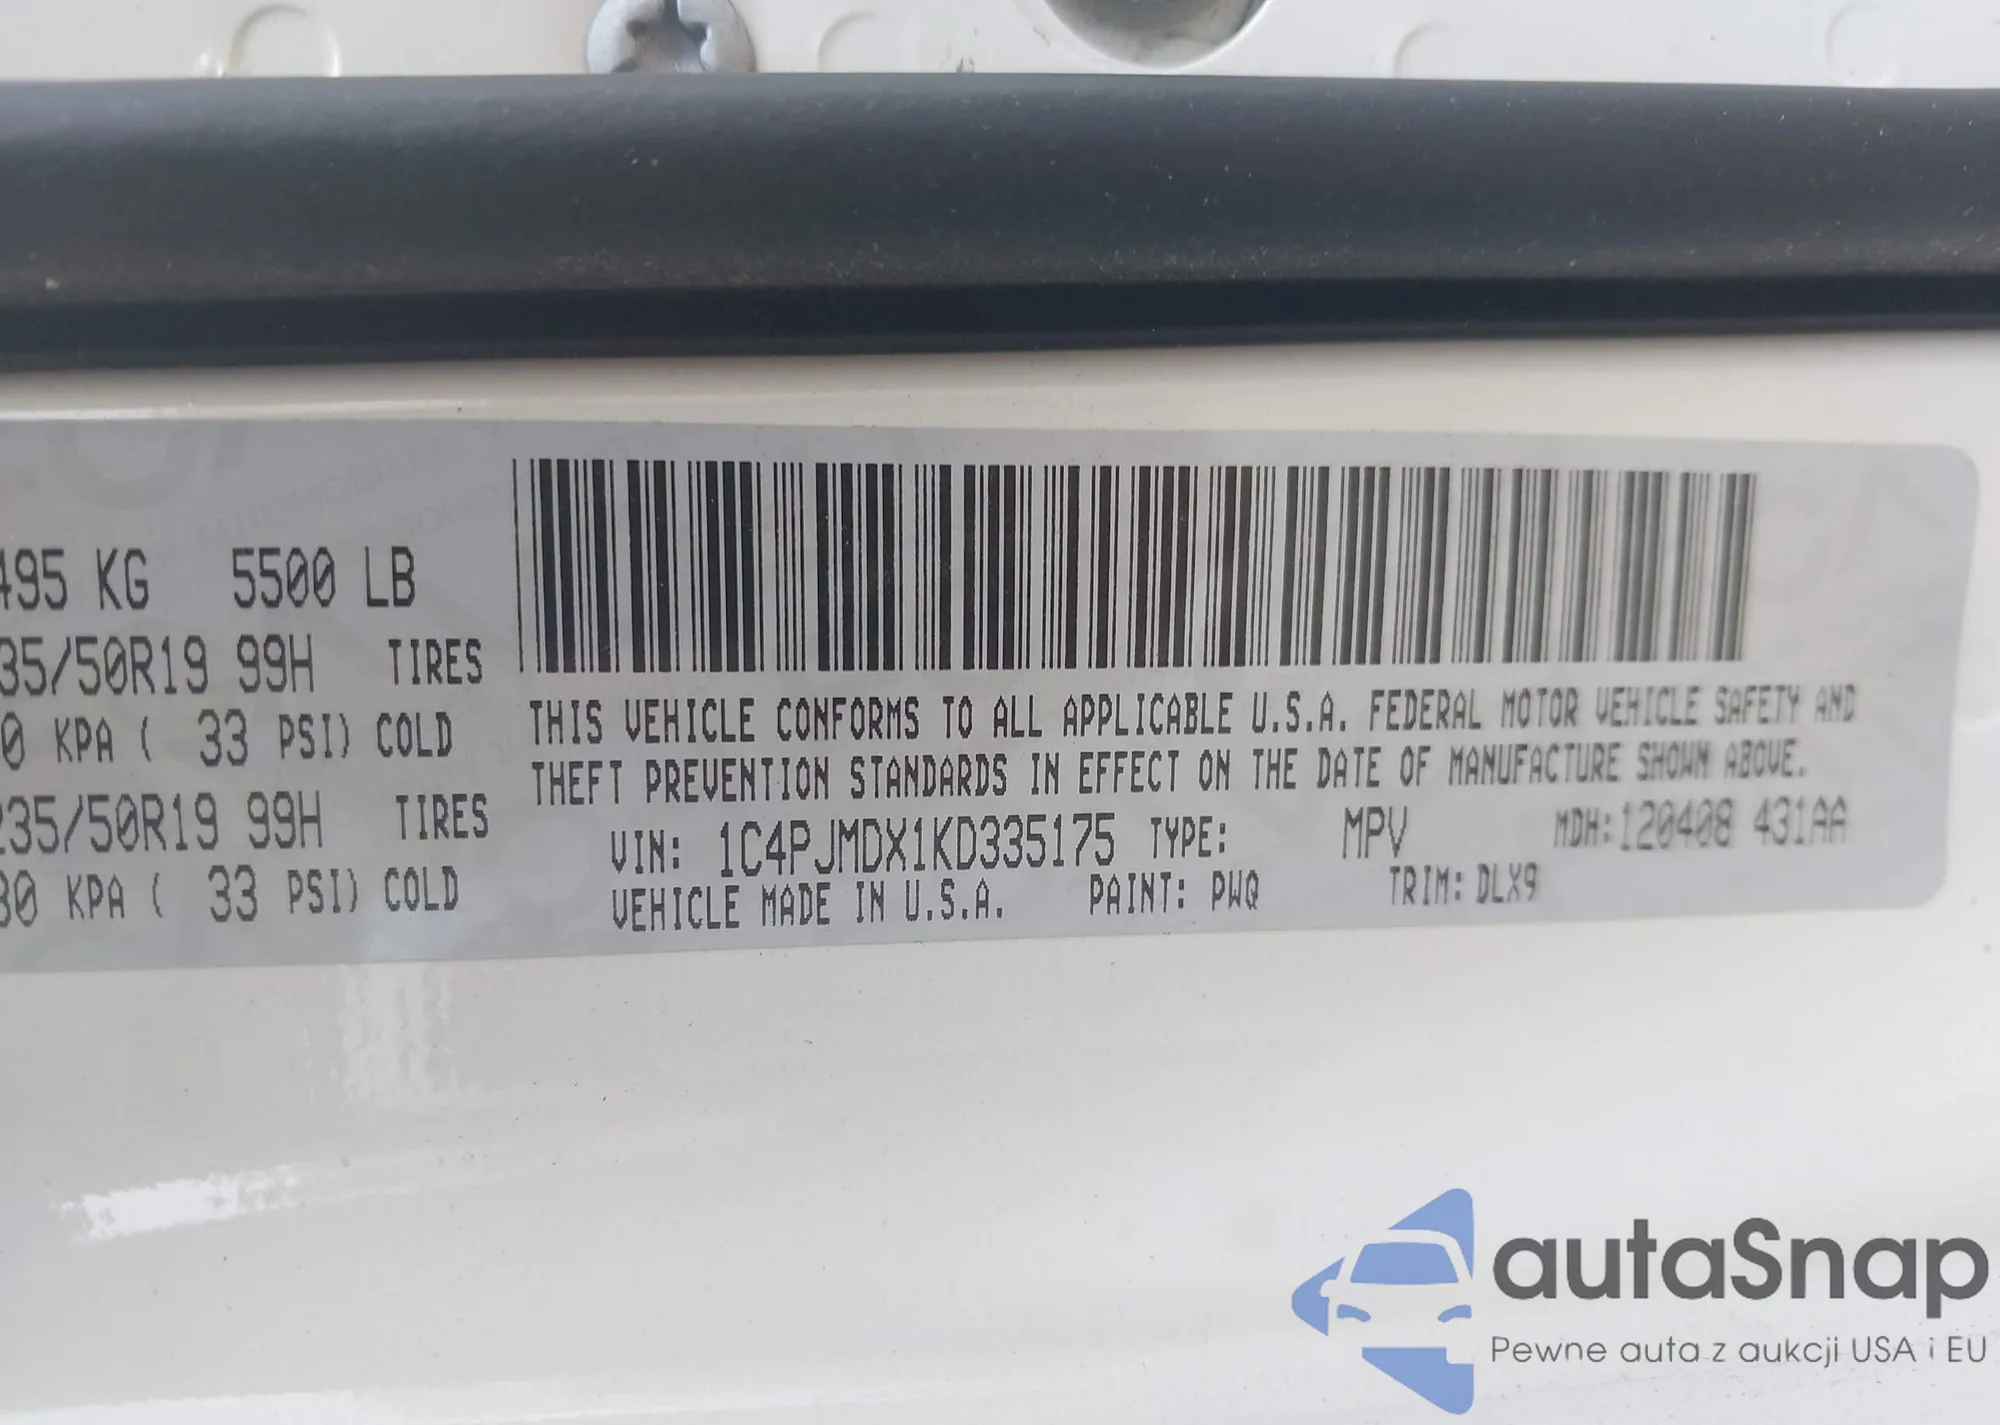 495 KG 5500 LB
35/50R19 99H TIRES
0 KPA ( 33 PSI) COLD
235/50R19 99H TIRES
30 KPA ( 33 PSI) COLD
THIS VEHICLE CONFORMS TO ALL APPLICABLE U.S.A. FEDERAL MOTOR VEHICLE SAFETY AND
THEFT PREVENTION STANDARDS IN EFFECT ON THE DATE OF MANUFACTURE SHOWN ABOVE.
VIN: 1C4PJMDX1KD335175 TYPE: MPV MDH:120408 431AA
VEHICLE MADE IN U.S.A. PAINT: PWQ TRIM: DLX9
autaSnap
Pewne auta z aukcji USA i EU